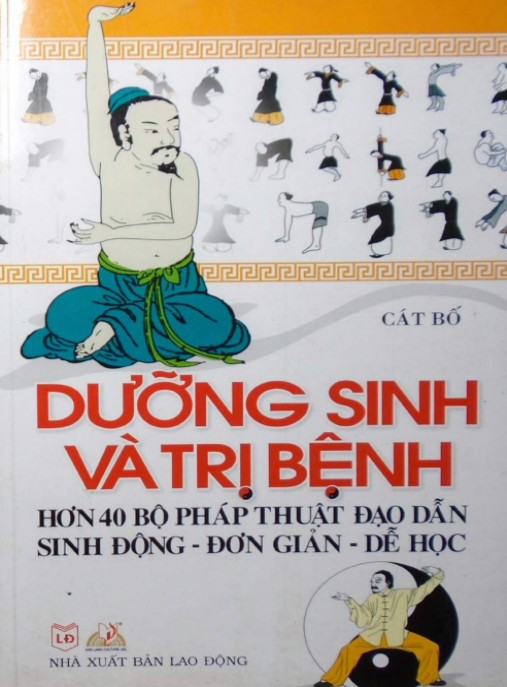 CÁT BỐ
DƯỠNG SINH
VÀ TRỊ BỆNH
HƠN 40 BỘ PHÁP THUẬT ĐẠO DẪN
SINH ĐỘNG - ĐƠN GIẢN - DỄ HỌC
LĐ
NHÀ XUẤT BẢN LAO ĐỘNG